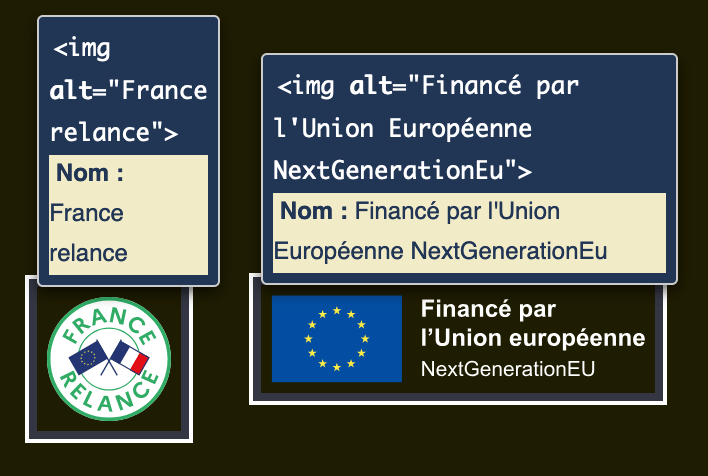 <img
alt="France
relance">
Nom :
France
relance
<img alt="Financé par
l'Union Européenne
NextGenerationEu">
Nom : Financé par l'Union
Européenne NextGenerationEu
FRANCE
RELANCE
Financé par
l’Union européenne
NextGenerationEU